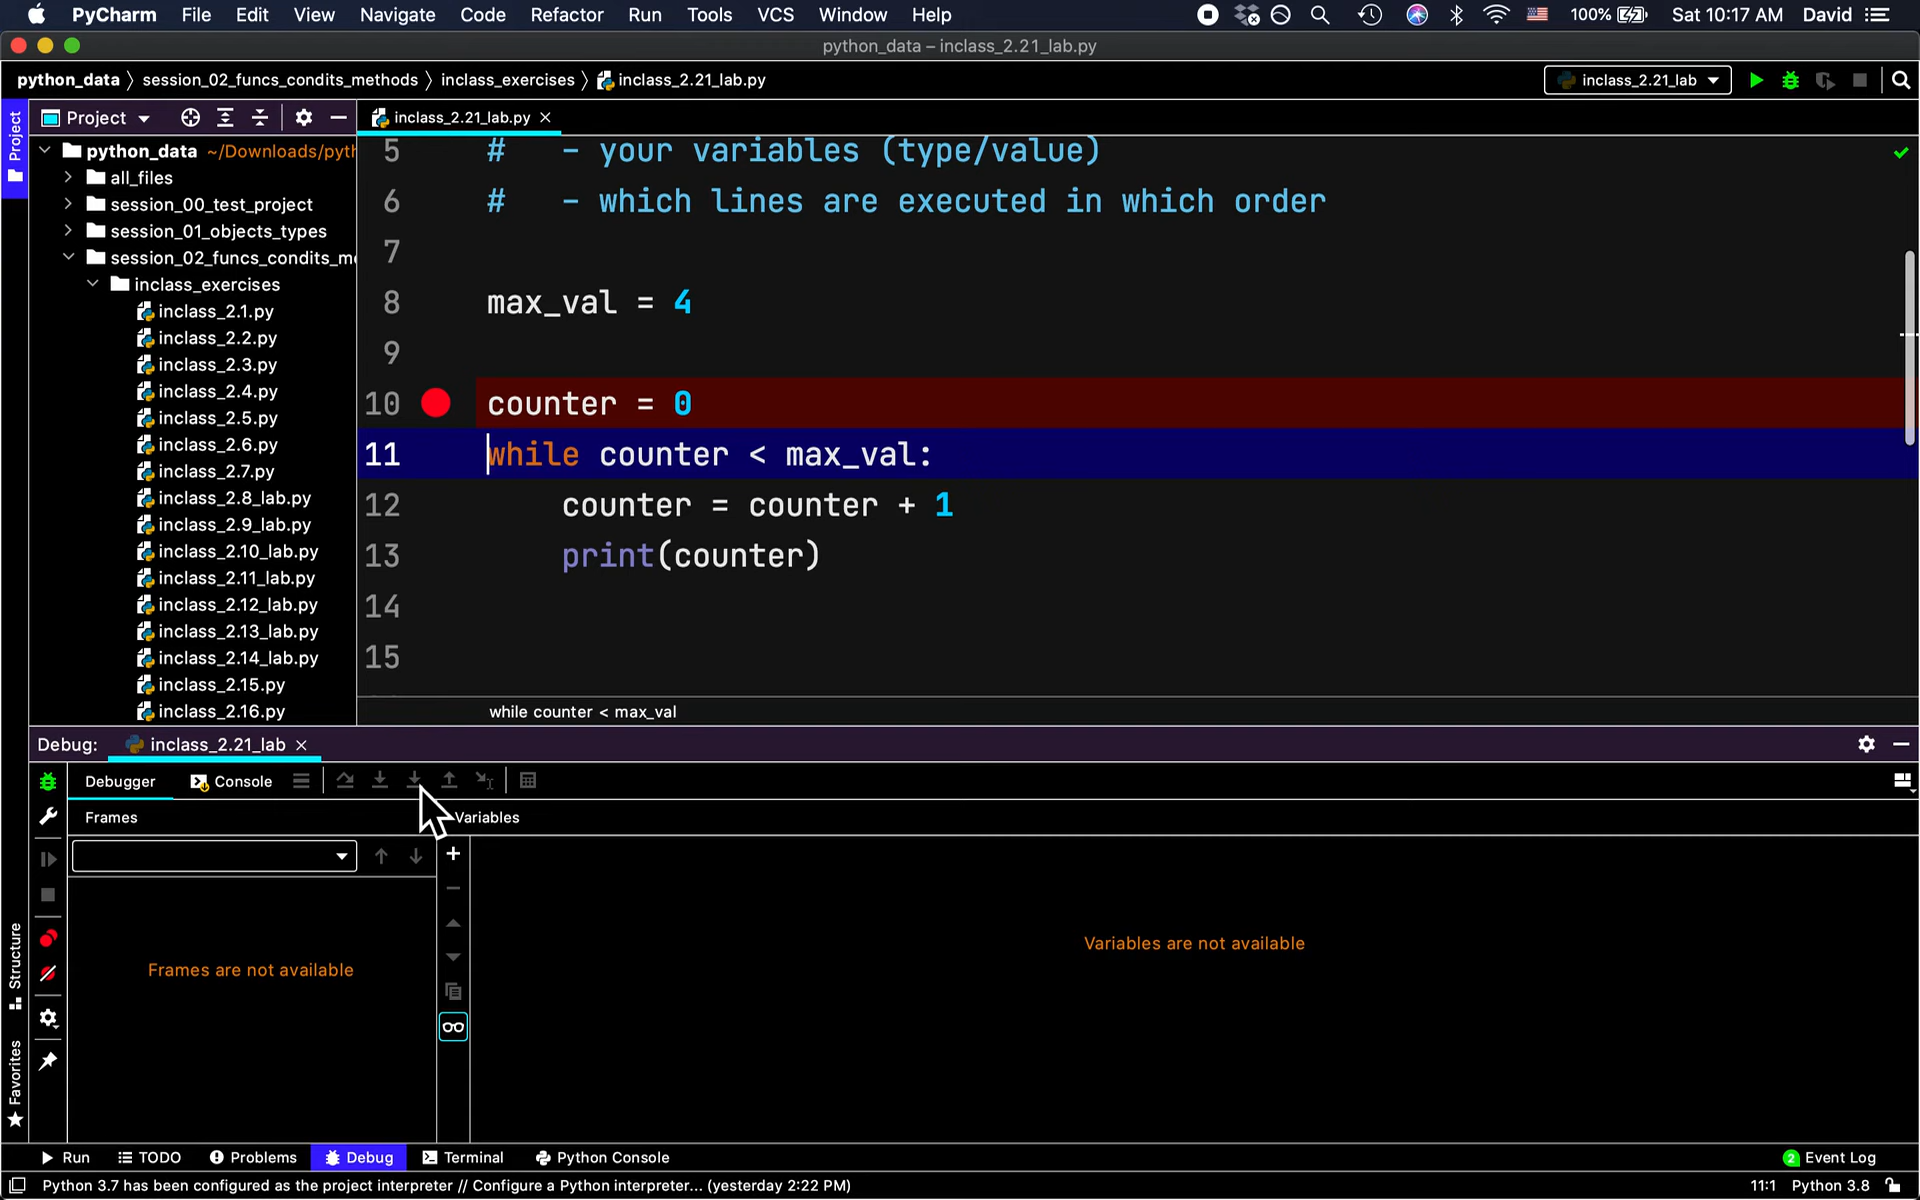 PyCharm File Edit View Navigate Code Refactor Run Tools VCS Window Help 100% Sat 10:17 AM David
python_data – inclass_2.21_lab.py
python_data session_02_funcs_condits_methods inclass_exercises inclass_2.21_lab.py inclass_2.21_lab
Project
Project
inclass_2.21_lab.py
python_data ~/Downloads/pyth
all_files
session_00_test_project
session_01_objects_types
session_02_funcs_condits_m
inclass_exercises
inclass_2.1.py
inclass_2.2.py
inclass_2.3.py
inclass_2.4.py
inclass_2.5.py
inclass_2.6.py
inclass_2.7.py
inclass_2.8_lab.py
inclass_2.9_lab.py
inclass_2.10_lab.py
inclass_2.11_lab.py
inclass_2.12_lab.py
inclass_2.13_lab.py
inclass_2.14_lab.py
inclass_2.15.py
inclass_2.16.py
5 # - your variables (type/value)
6 # - which lines are executed in which order
7
8 max_val = 4
9
10 counter = 0
11 while counter < max_val:
12 counter = counter + 1
13 print(counter)
14
15
while counter < max_val
Debug: inclass_2.21_lab
Debugger Console
Frames Variables
Frames are not available
Variables are not available
Structure
Favorites
Run TODO Problems Debug Terminal Python Console 2 Event Log
Python 3.7 has been configured as the project interpreter // Configure a Python interpreter... (yesterday 2:22 PM) 11:1 Python 3.8